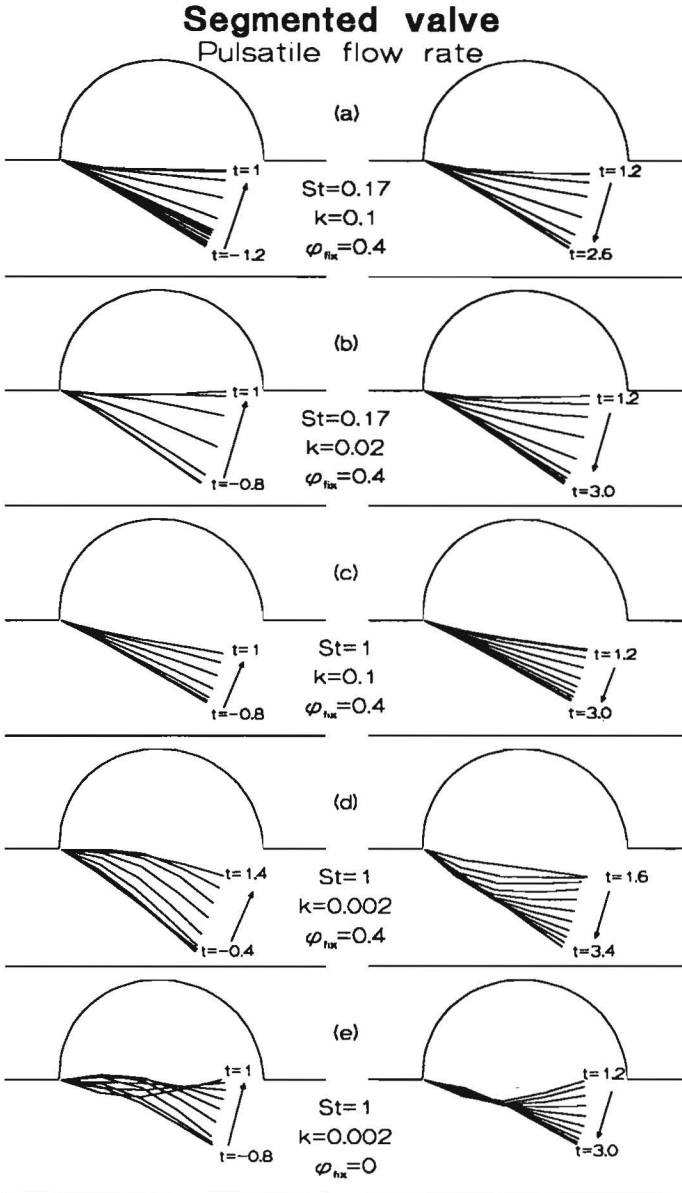 Segmented valve
Pulsatile flow rate
(a)
t=1
t=1.2
St=0.17
k=0.1
φfix=0.4
t=-1.2
t=2.6
(b)
t=1
t=1.2
St=0.17
k=0.02
φfix=0.4
t=-0.8
t=3.0
(c)
t=1
t=1.2
St=1
k=0.1
φfix=0.4
t=-0.8
t=3.0
(d)
t=1.4
t=1.6
St=1
k=0.002
φfix=0.4
t=-0.4
t=3.4
(e)
t=1
t=1.2
St=1
k=0.002
φfix=0
t=-0.8
t=3.0